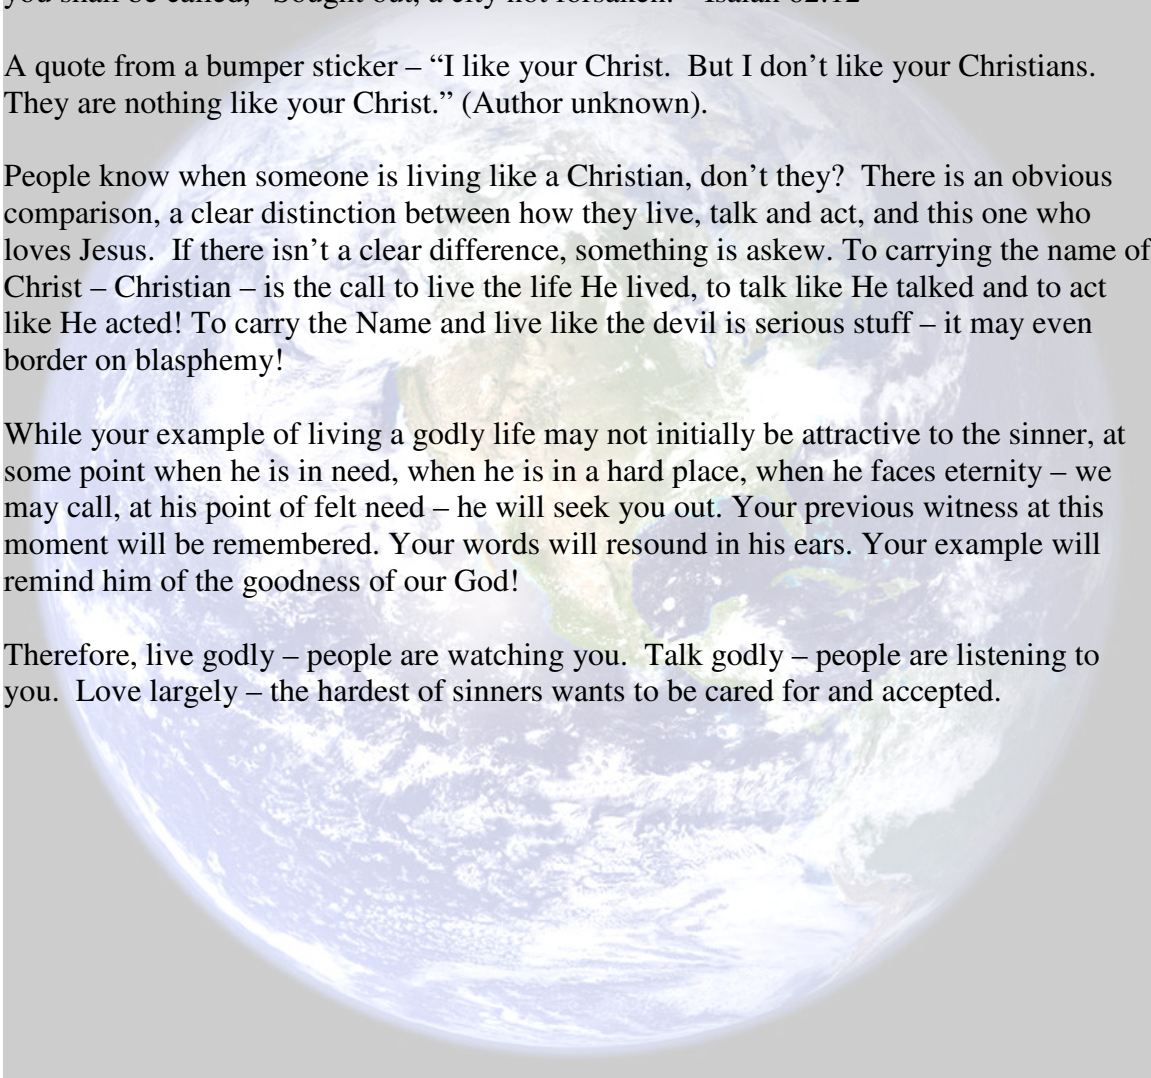 you shall be called, “Sought out, a city not forsaken.” Isaiah 62:12
A quote from a bumper sticker – “I like your Christ.  But I don’t like your Christians.
They are nothing like your Christ.” (Author unknown).
People know when someone is living like a Christian, don’t they?  There is an obvious
comparison, a clear distinction between how they live, talk and act, and this one who
loves Jesus.  If there isn’t a clear difference, something is askew. To carrying the name of
Christ – Christian – is the call to live the life He lived, to talk like He talked and to act
like He acted! To carry the Name and live like the devil is serious stuff – it may even
border on blasphemy!
While your example of living a godly life may not initially be attractive to the sinner, at
some point when he is in need, when he is in a hard place, when he faces eternity – we
may call, at his point of felt need – he will seek you out. Your previous witness at this
moment will be remembered. Your words will resound in his ears. Your example will
remind him of the goodness of our God!
Therefore, live godly – people are watching you.  Talk godly – people are listening to
you.  Love largely – the hardest of sinners wants to be cared for and accepted.